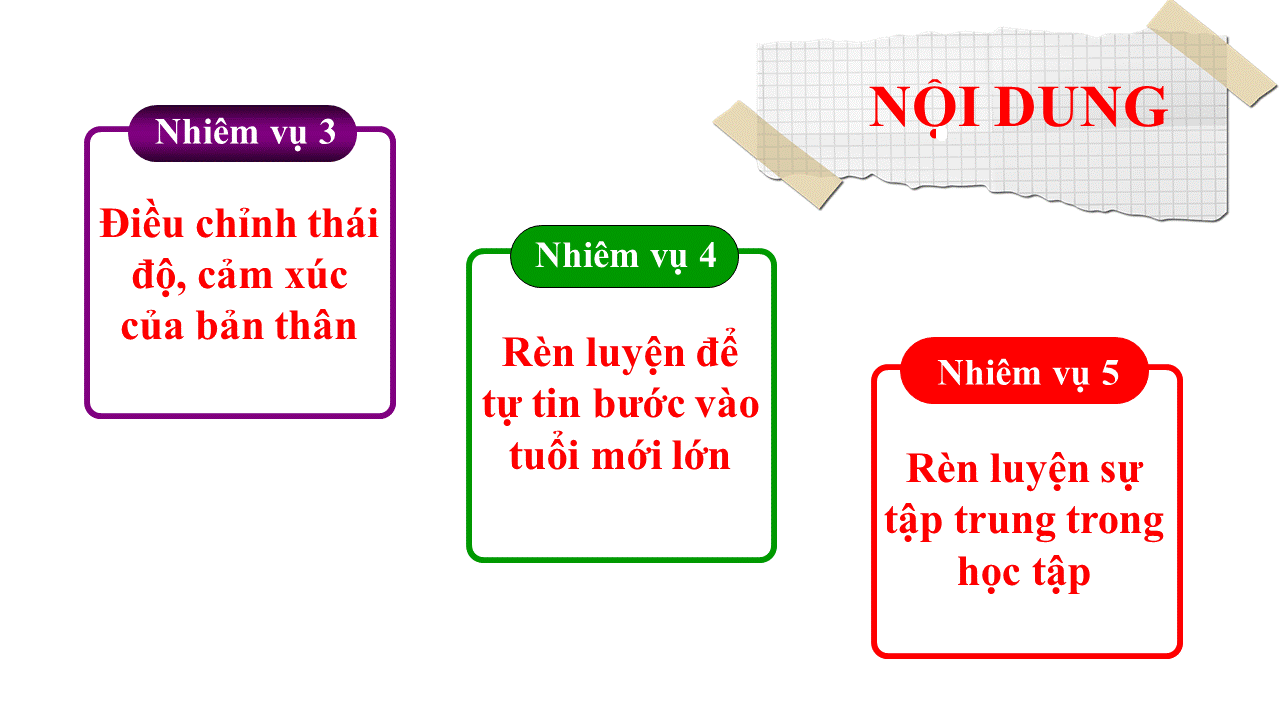 NỘI DUNG
Nhiêm vụ 3
Điều chỉnh thái
độ, cảm xúc
của bản thân
Nhiêm vụ 4
Rèn luyện để
tự tin bước vào
tuổi mới lớn
Nhiêm vụ 5
Rèn luyện sự
tập trung trong
học tập